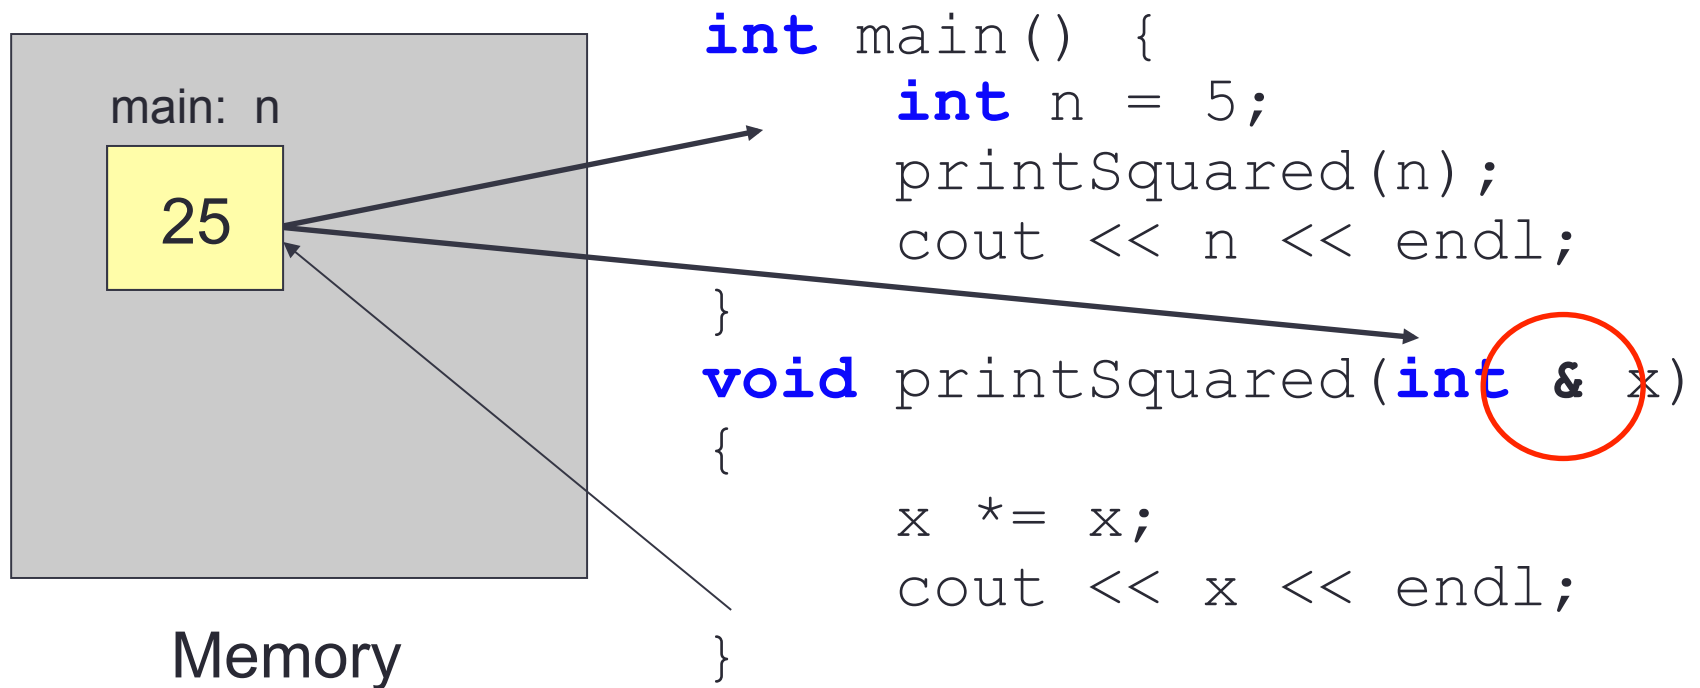 main: n
25
Memory
int main() {
int n = 5;
printSquared(n);
cout << n << endl;
}
void printSquared(int & x)
{
x *= x;
cout << x << endl;
}